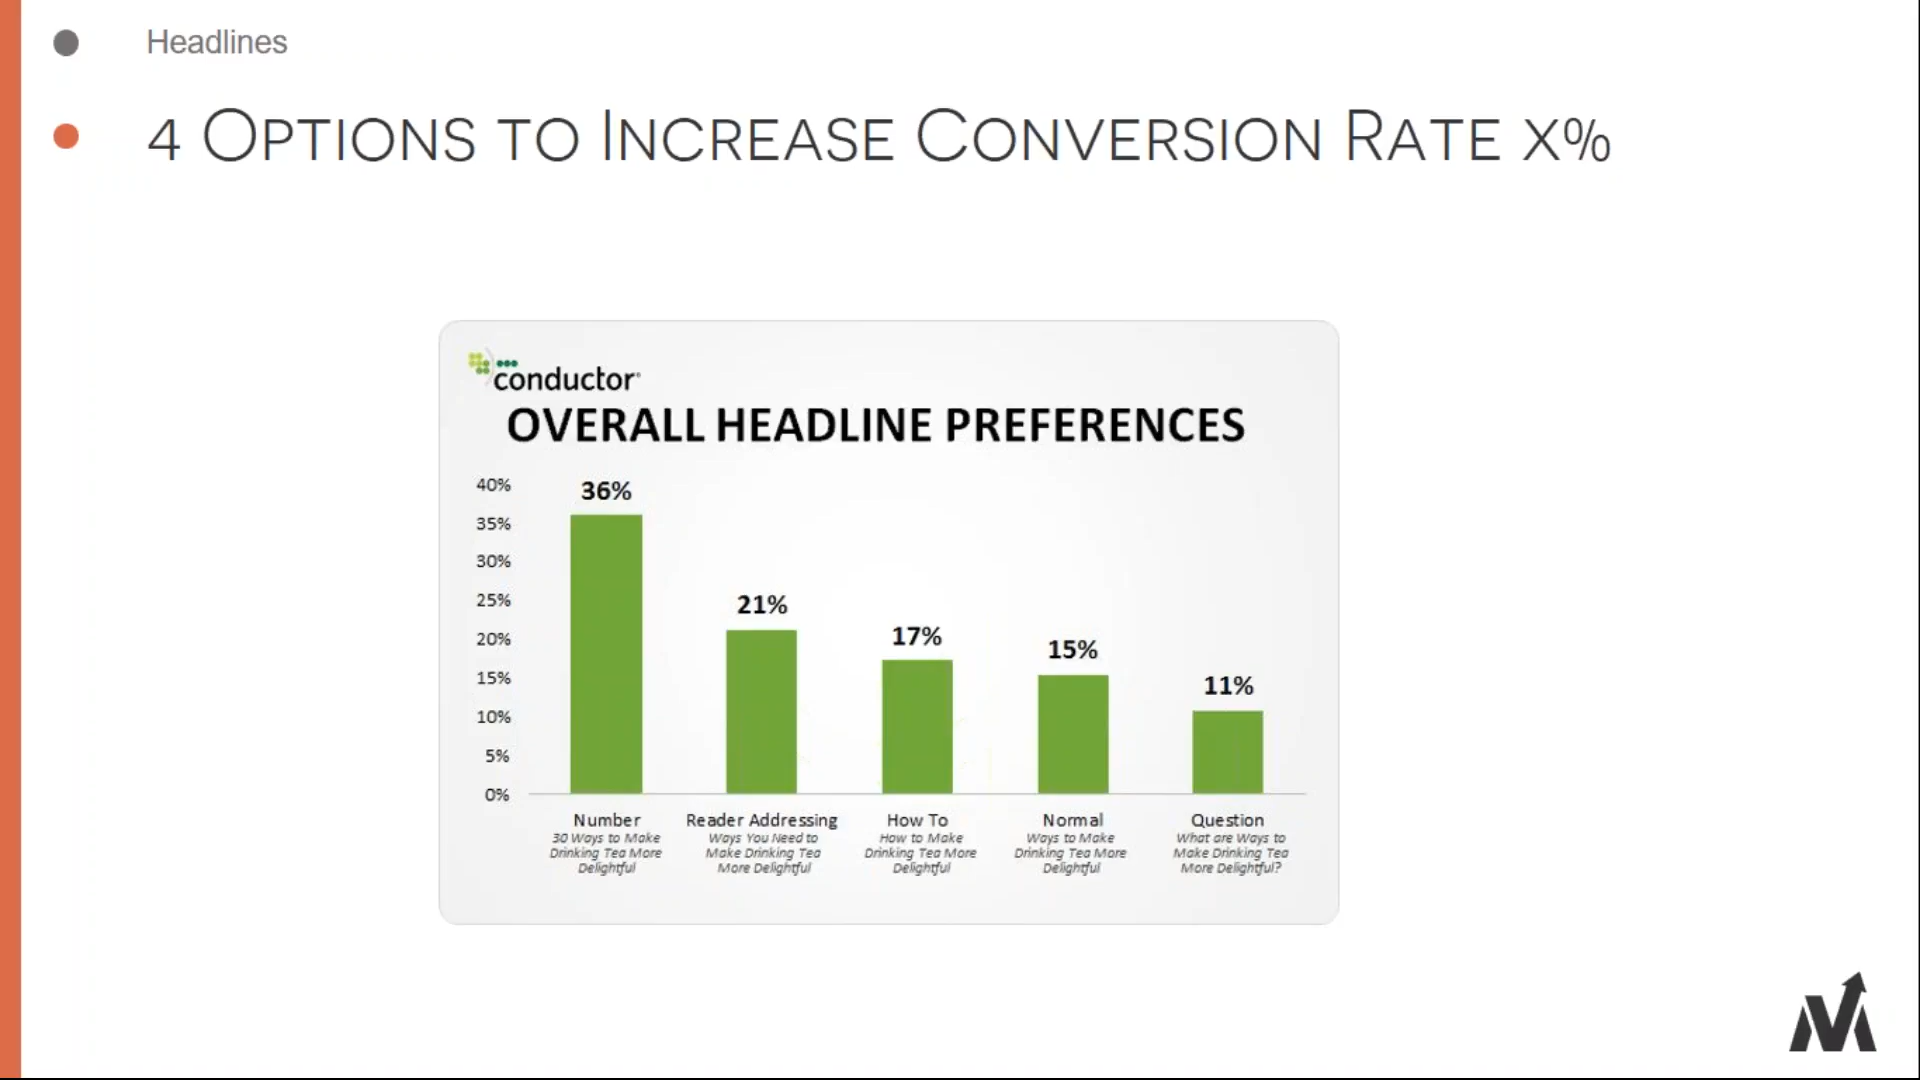 Headlines
4 Options to Increase Conversion Rate x%
conductor
OVERALL HEADLINE PREFERENCES
40%
35%
30%
25%
20%
15%
10%
5%
0%
36%
21%
17%
15%
11%
Number
30 Ways to Make
Drinking Tea More
Delightful
Reader Addressing
Ways You Need to
Make Drinking Tea
More Delightful
How To
How to Make
Drinking Tea More
Delightful
Normal
Ways to Make
Drinking Tea More
Delightful
Question
What are Ways to
Make Drinking Tea
More Delightful?